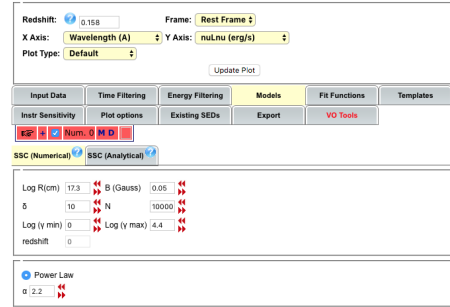 Redshift: ? 0.158 Frame: Rest Frame
X Axis: Wavelength (A) Y Axis: nuLnu (erg/s)
Plot Type: Default
Update Plot
Input Data Time Filtering Energy Filtering Models Fit Functions Templates
Instr Sensitivity Plot options Existing SEDs Export VO Tools
+ Num. 0 M D
SSC (Numerical) ? SSC (Analytical) ?
Log R(cm) 17.3 B (Gauss) 0.05
δ 10 N 10000
Log (γ min) 0 Log (γ max) 4.4
redshift 0
Power Law
α 2.2